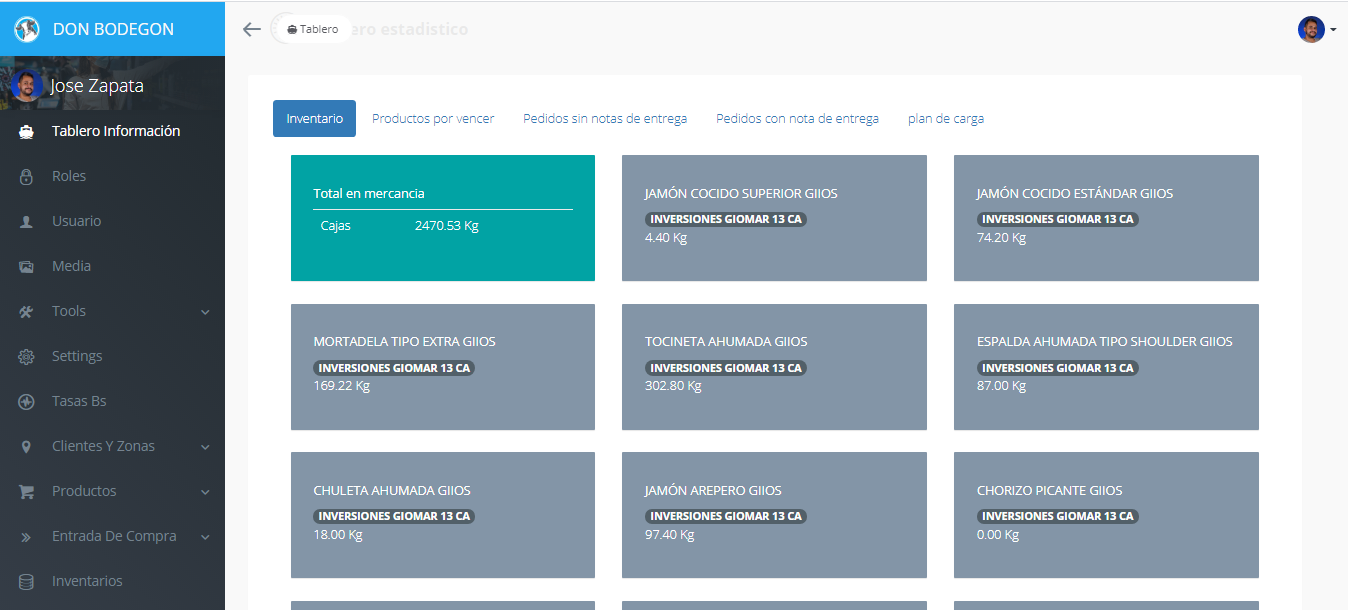 DON BODEGON
Jose Zapata
Tablero Información
Roles
Usuario
Media
Tools
Settings
Tasas Bs
Clientes Y Zonas
Productos
Entrada De Compra
Inventarios
Tablero
ero estadistico
Inventario
Productos por vencer
Pedidos sin notas de entrega
Pedidos con nota de entrega
plan de carga
Total en mercancia
Cajas 2470.53 Kg
JAMÓN COCIDO SUPERIOR GIIOS
INVERSIONES GIOMAR 13 CA
4.40 Kg
JAMÓN COCIDO ESTÁNDAR GIIOS
INVERSIONES GIOMAR 13 CA
74.20 Kg
MORTADELA TIPO EXTRA GIIOS
INVERSIONES GIOMAR 13 CA
169.22 Kg
TOCINETA AHUMADA GIIOS
INVERSIONES GIOMAR 13 CA
302.80 Kg
ESPALDA AHUMADA TIPO SHOULDER GIIOS
INVERSIONES GIOMAR 13 CA
87.00 Kg
CHULETA AHUMADA GIIOS
INVERSIONES GIOMAR 13 CA
18.00 Kg
JAMÓN AREPERO GIIOS
INVERSIONES GIOMAR 13 CA
97.40 Kg
CHORIZO PICANTE GIIOS
INVERSIONES GIOMAR 13 CA
0.00 Kg